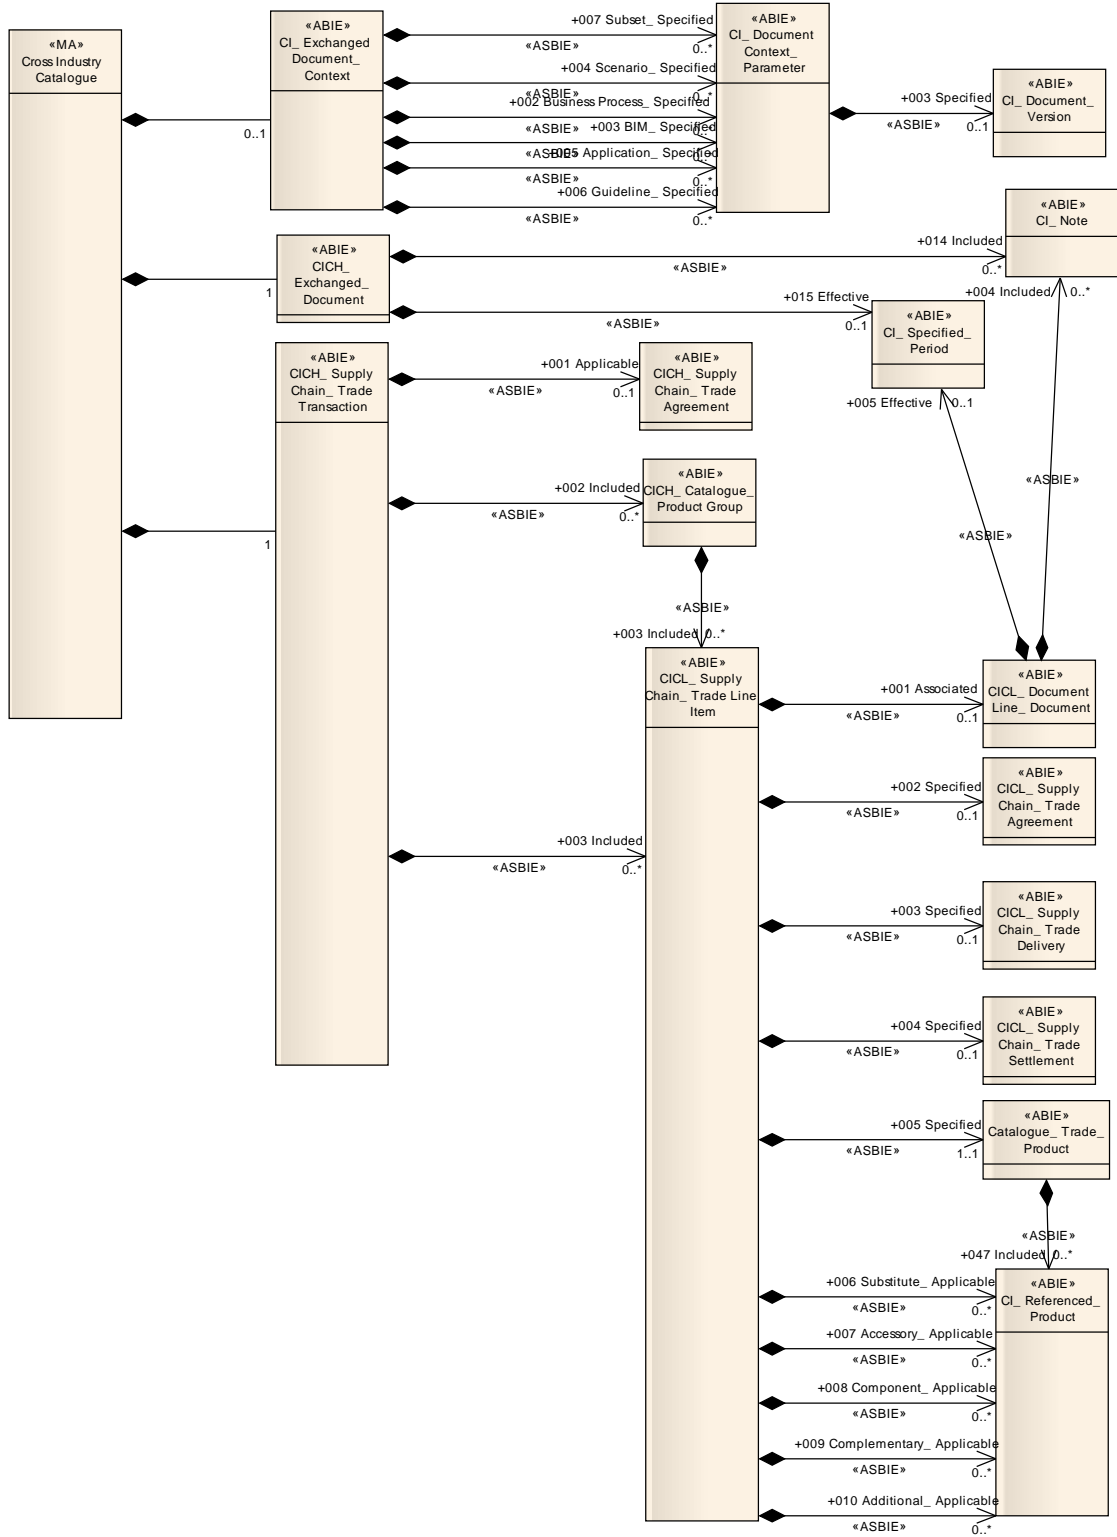 «MA»
Cross Industry
Catalogue
0..1
1
1
«ABIE»
CI_ Exchanged
Document_
Context
+007 Subset_ Specified
«ASBIE»
0..*
+004 Scenario_ Specified
«ASBIE»
0..*
+002 Business Process_ Specified
«ASBIE»
0..*
+003 BIM_ Specified
«ASBIE»
0..*
+005 Application_ Specified
«ASBIE»
0..*
+006 Guideline_ Specified
«ASBIE»
0..*
«ABIE»
CI_ Document
Context_
Parameter
+003 Specified
«ASBIE»
0..1
«ABIE»
CI_ Document_
Version
«ABIE»
CICH_
Exchanged_
Document
+014 Included
«ASBIE»
0..*
«ABIE»
CI_ Note
+004 Included
0..*
«ASBIE»
+015 Effective
«ASBIE»
0..1
«ABIE»
CI_ Specified_
Period
+005 Effective
0..1
«ASBIE»
«ABIE»
CICH_ Supply
Chain_ Trade
Transaction
+001 Applicable
«ASBIE»
0..1
«ABIE»
CICH_ Supply
Chain_ Trade
Agreement
+002 Included
«ASBIE»
0..*
«ABIE»
CICH_ Catalogue_
Product Group
«ASBIE»
+003 Included
0..*
+003 Included
«ASBIE»
0..*
«ABIE»
CICL_ Supply
Chain_ Trade Line
Item
+001 Associated
«ASBIE»
0..1
«ABIE»
CICL_ Document
Line_ Document
+002 Specified
«ASBIE»
0..1
«ABIE»
CICL_ Supply
Chain_ Trade
Agreement
+003 Specified
«ASBIE»
0..1
«ABIE»
CICL_ Supply
Chain_ Trade
Delivery
+004 Specified
«ASBIE»
0..1
«ABIE»
CICL_ Supply
Chain_ Trade
Settlement
+005 Specified
«ASBIE»
1..1
«ABIE»
Catalogue_ Trade_
Product
«ASBIE»
+047 Included
0..*
«ABIE»
CI_ Referenced_
Product
+006 Substitute_ Applicable
«ASBIE»
0..*
+007 Accessory_ Applicable
«ASBIE»
0..*
+008 Component_ Applicable
«ASBIE»
0..*
+009 Complementary_ Applicable
«ASBIE»
0..*
+010 Additional_ Applicable
«ASBIE»
0..*